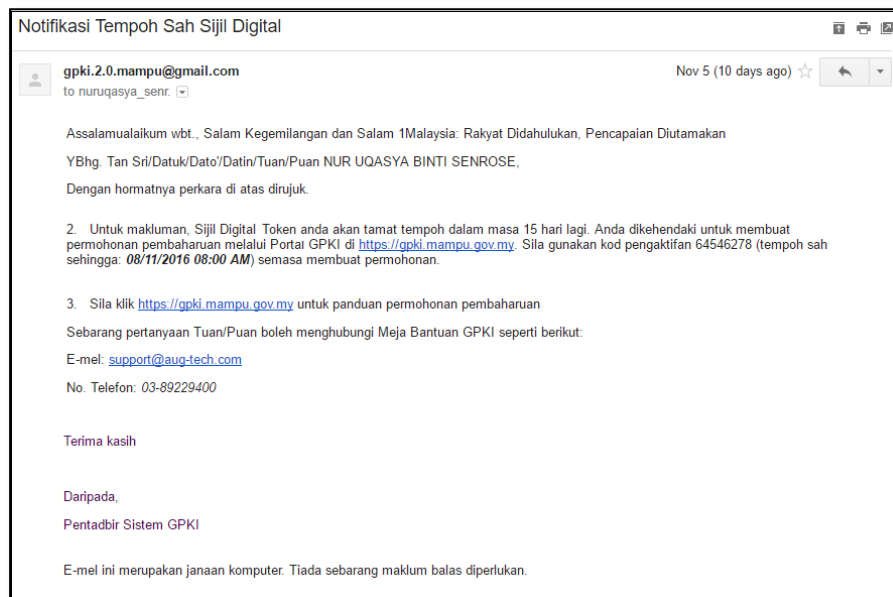 Notifikasi Tempoh Sah Sijil Digital
gpki.2.0.mampu@gmail.com
Nov 5 (10 days ago)
to nuruqasya_senr.
Assalamualaikum wbt., Salam Kegemilangan dan Salam 1Malaysia: Rakyat Didahulukan, Pencapaian Diutamakan
YBhg. Tan Sri/Datuk/Dato'/Datin/Tuan/Puan NUR UQASYA BINTI SENROSE,
Dengan hormatnya perkara di atas dirujuk.
2. Untuk makluman, Sijil Digital Token anda akan tamat tempoh dalam masa 15 hari lagi. Anda dikehendaki untuk membuat
permohonan pembaharuan melalui Portal GPKI di https://gpki.mampu.gov.my. Sila gunakan kod pengaktifan 64546278 (tempoh sah
sehingga: 08/11/2016 08:00 AM) semasa membuat permohonan.
3. Sila klik https://gpki.mampu.gov.my untuk panduan permohonan pembaharuan
Sebarang pertanyaan Tuan/Puan boleh menghubungi Meja Bantuan GPKI seperti berikut:
E-mel: support@aug-tech.com
No. Telefon: 03-89229400
Terima kasih
Daripada,
Pentadbir Sistem GPKI
E-mel ini merupakan janaan komputer. Tiada sebarang maklum balas diperlukan.